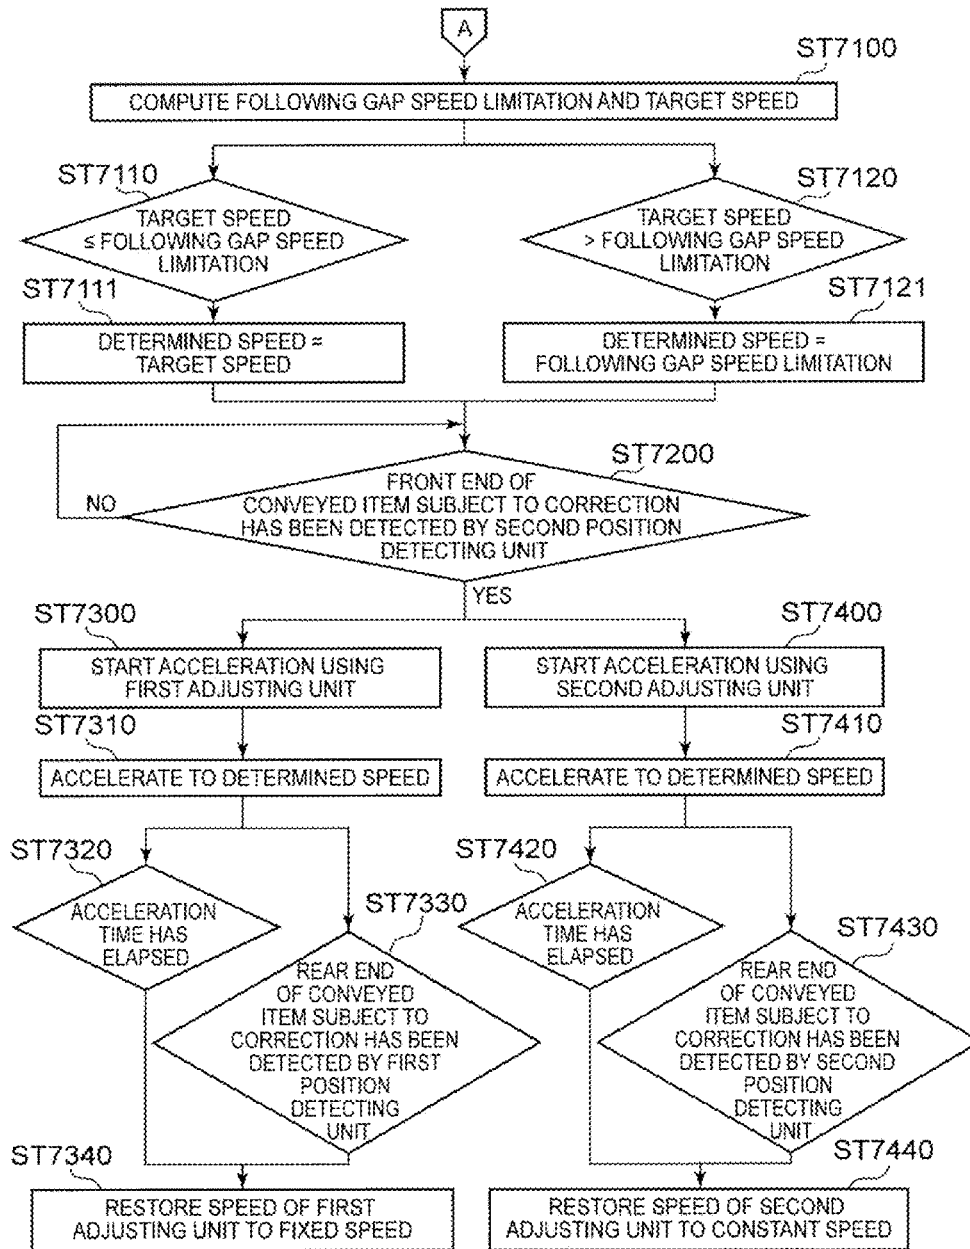 A
ST7100
COMPUTE FOLLOWING GAP SPEED LIMITATION AND TARGET SPEED
ST7110
TARGET SPEED
≤ FOLLOWING GAP SPEED
LIMITATION
ST7120
TARGET SPEED
> FOLLOWING GAP SPEED
LIMITATION
ST7111
DETERMINED SPEED =
TARGET SPEED
ST7121
DETERMINED SPEED =
FOLLOWING GAP SPEED LIMITATION
ST7200
FRONT END OF
CONVEYED ITEM SUBJECT TO CORRECTION
HAS BEEN DETECTED BY SECOND POSITION
DETECTING UNIT
NO
YES
ST7300
START ACCELERATION USING
FIRST ADJUSTING UNIT
ST7400
START ACCELERATION USING
SECOND ADJUSTING UNIT
ST7310
ACCELERATE TO DETERMINED SPEED
ST7410
ACCELERATE TO DETERMINED SPEED
ST7320
ACCELERATION
TIME HAS
ELAPSED
ST7330
REAR END
OF CONVEYED
ITEM SUBJECT TO
CORRECTION HAS BEEN
DETECTED BY FIRST
POSITION
DETECTING
UNIT
ST7420
ACCELERATION
TIME HAS
ELAPSED
ST7430
REAR END
OF CONVEYED
ITEM SUBJECT TO
CORRECTION HAS BEEN
DETECTED BY SECOND
POSITION
DETECTING
UNIT
ST7340
RESTORE SPEED OF FIRST
ADJUSTING UNIT TO FIXED SPEED
ST7440
RESTORE SPEED OF SECOND
ADJUSTING UNIT TO CONSTANT SPEED